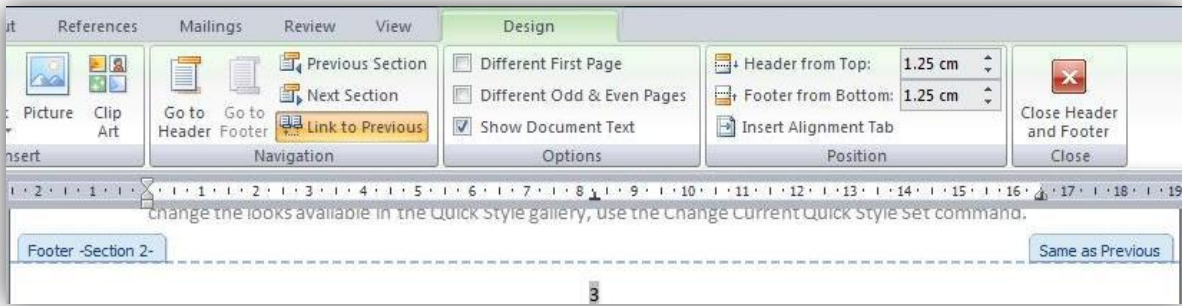 ut References Mailings Review View Design
Picture Clip Art
Go to Header Go to Footer
Previous Section
Next Section
Link to Previous
Different First Page
Different Odd & Even Pages
Show Document Text
Header from Top: 1.25 cm
Footer from Bottom: 1.25 cm
Insert Alignment Tab
Close Header and Footer
nsert Navigation Options Position Close
2 1 1 2 3 4 5 6 7 8 9 10 11 12 13 14 15 16 17 18 19
change the looks available in the Quick Style gallery, use the Change Current Quick Style Set command.
Footer -Section 2- Same as Previous
3